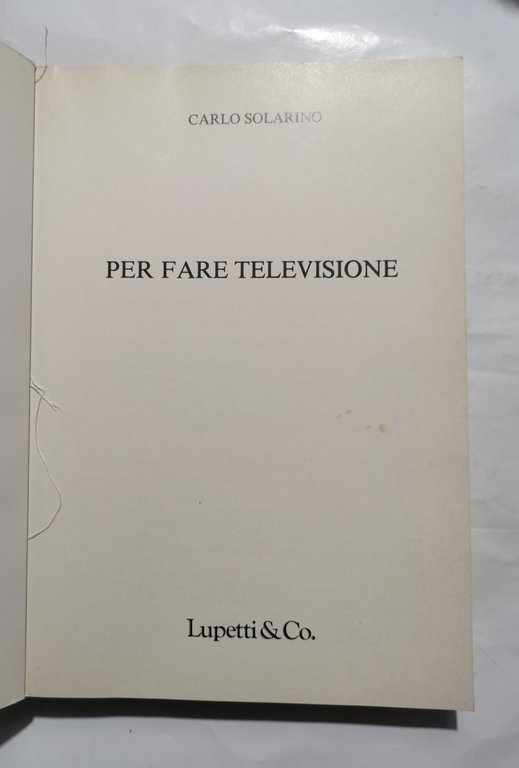 CARLO SOLARINO
PER FARE TELEVISIONE
Lupetti & Co.